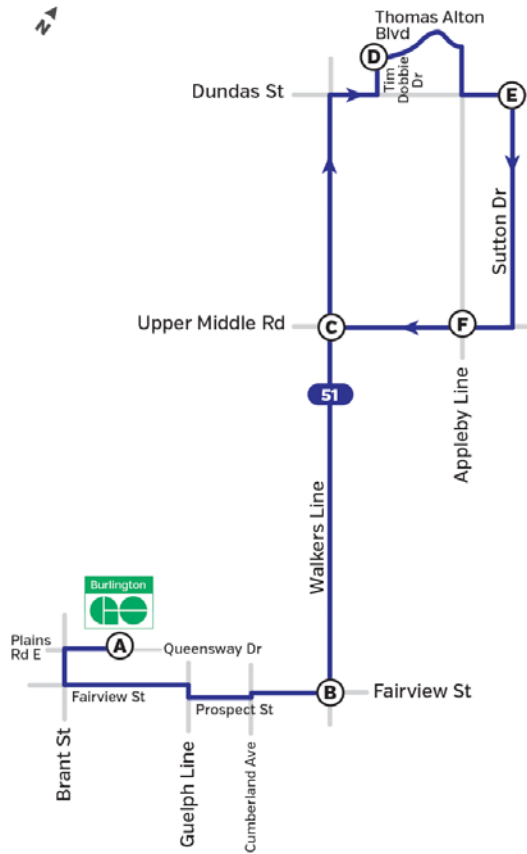 N
Thomas Alton
Blvd
D
Tim
Dobbie
Dr
Dundas St
E
Sutton Dr
Upper Middle Rd
C
F
51
Appleby Line
Walkers Line
Burlington
GO
Plains
Rd E
A
Queensway Dr
Fairview St
Prospect St
B
Fairview St
Brant St
Guelph Line
Cumberland Ave